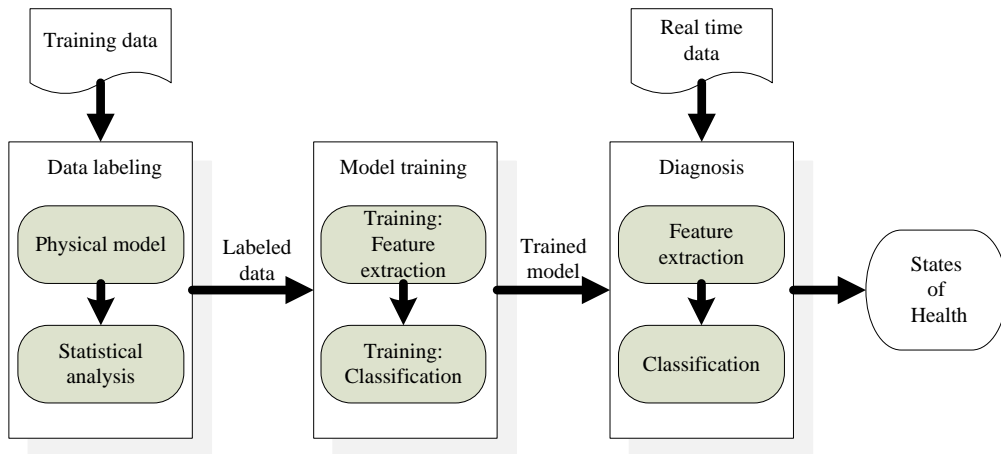 Training data
Real time
data
Data labeling
Physical model
Statistical
analysis
Labeled
data
Model training
Training:
Feature
extraction
Training:
Classification
Trained
model
Diagnosis
Feature
extraction
Classification
States
of
Health